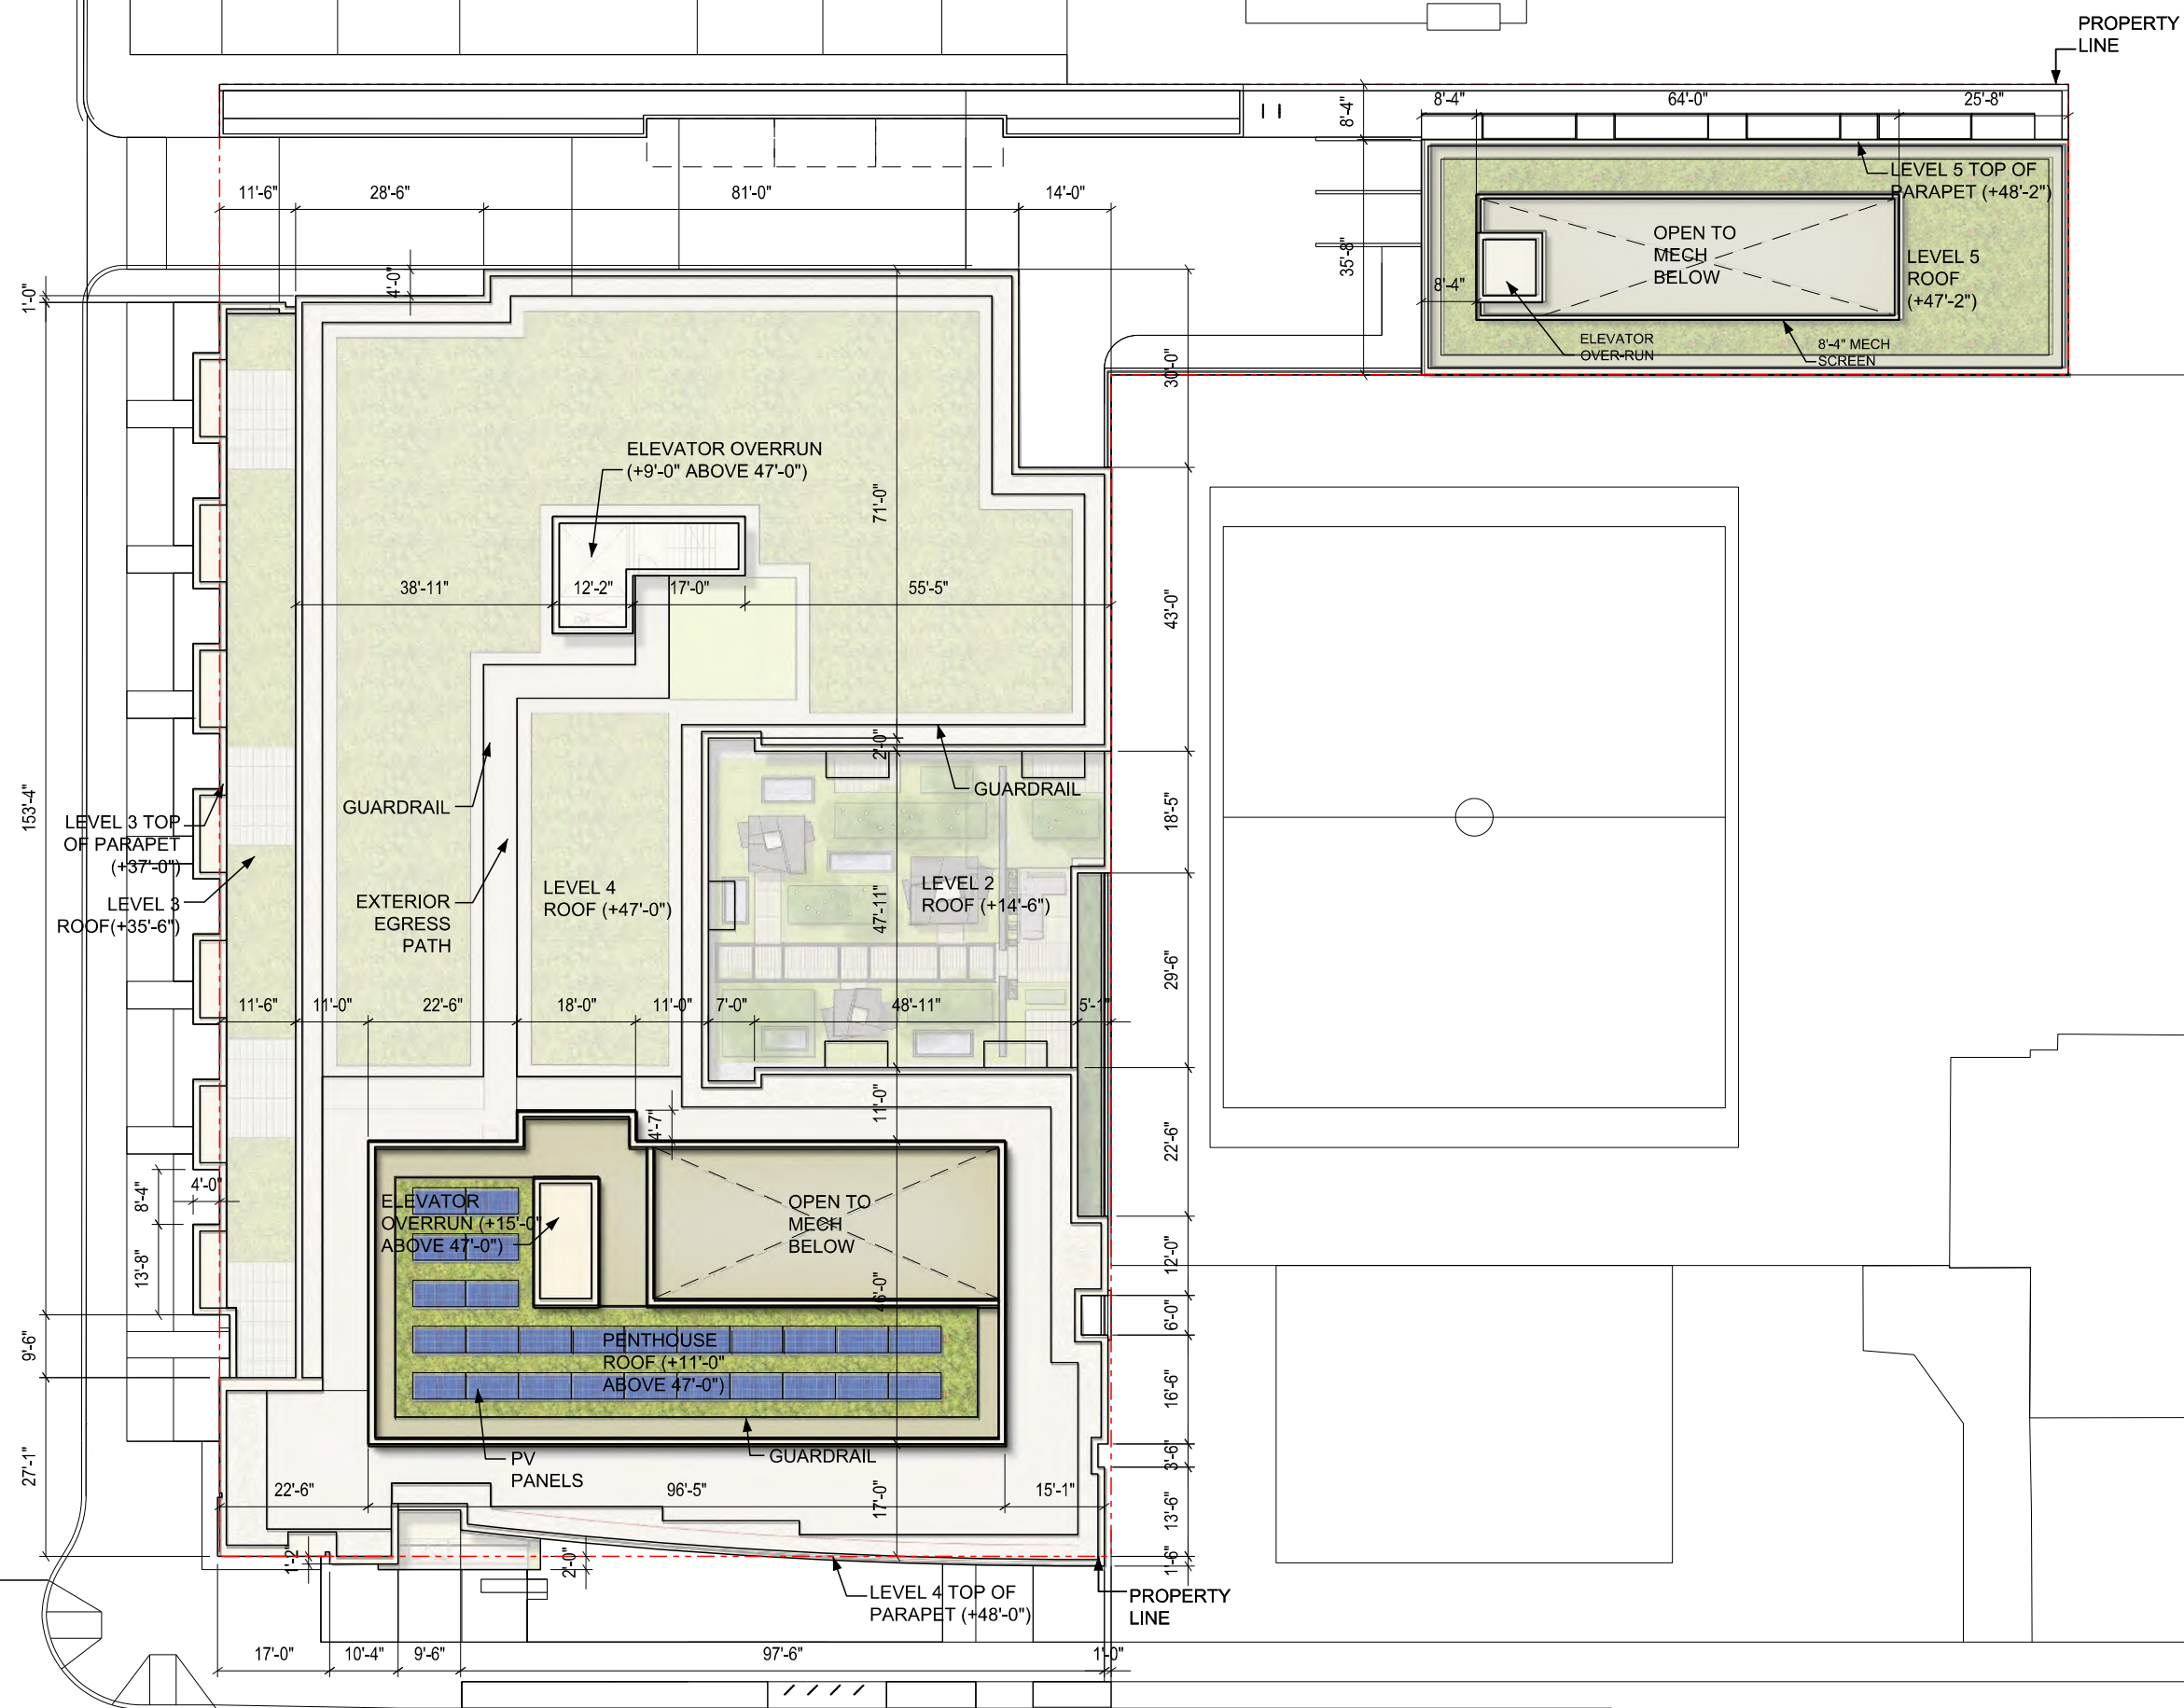 PROPERTY
LINE
8'-4"
64'-0"
25'-8"
8'-4"
LEVEL 5 TOP OF
PARAPET (+48'-2")
11'-6"
28'-6"
81'-0"
14'-0"
OPEN TO
MECH
BELOW
35'-8"
LEVEL 5
ROOF
(+47'-2")
4'-0"
8'-4"
1'-0"
ELEVATOR
OVER-RUN
8'-4" MECH
SCREEN
30'-0"
ELEVATOR OVERRUN
(+9'-0" ABOVE 47'-0")
71'-0"
38'-11"
12'-2"
17'-0"
55'-5"
43'-0"
2'-0"
GUARDRAIL
GUARDRAIL
153'-4"
18'-5"
LEVEL 3 TOP
OF PARAPET
(+37'-0")
LEVEL 3
ROOF(+35'-6")
EXTERIOR
EGRESS
PATH
LEVEL 4
ROOF (+47'-0")
LEVEL 2
ROOF (+14'-6")
47'-11"
29'-6"
11'-6"
11'-0"
22'-6"
18'-0"
11'-0"
7'-0"
48'-11"
5'-1"
11'-0"
4'-7"
22'-6"
4'-0"
8'-4"
ELEVATOR
OVERRUN (+15'-0"
ABOVE 47'-0")
OPEN TO
MECH
BELOW
12'-0"
13'-8"
46'-0"
6'-0"
9'-6"
PENTHOUSE
ROOF (+11'-0"
ABOVE 47'-0")
16'-6"
GUARDRAIL
PV
PANELS
3'-6"
27'-1"
22'-6"
96'-5"
15'-1"
17'-0"
13'-6"
1'-2"
2'-0"
1'-6"
LEVEL 4 TOP OF
PARAPET (+48'-0")
PROPERTY
LINE
17'-0"
10'-4"
9'-6"
97'-6"
1'-0"